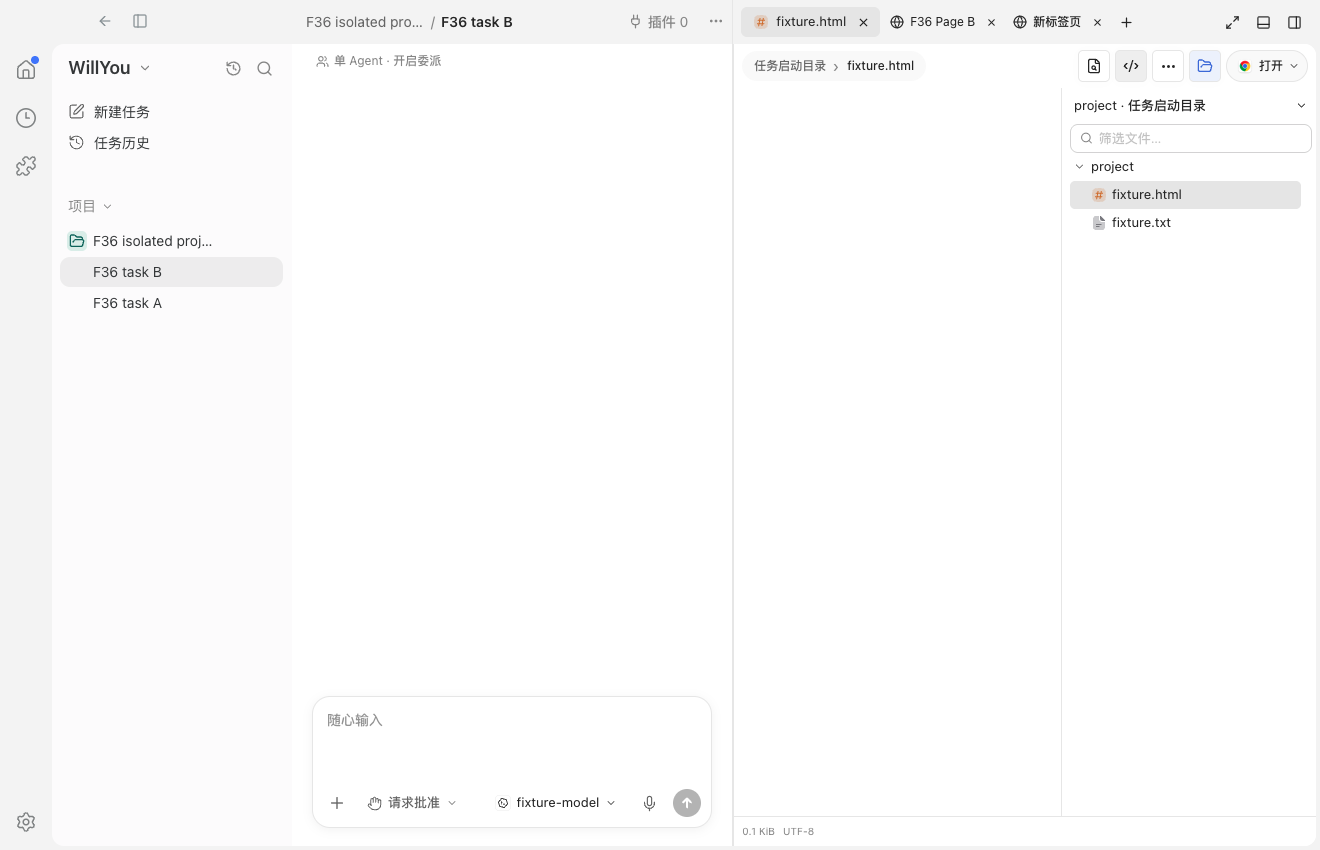 F36 isolated pro... / F36 task B
插件 0
fixture.html
F36 Page B
新标签页
WillYou
新建任务
任务历史
项目
F36 isolated proj...
F36 task B
F36 task A
单 Agent · 开启委派
随心输入
请求批准
fixture-model
任务启动目录 › fixture.html
打开
project · 任务启动目录
筛选文件...
project
fixture.html
fixture.txt
0.1 KiB UTF-8